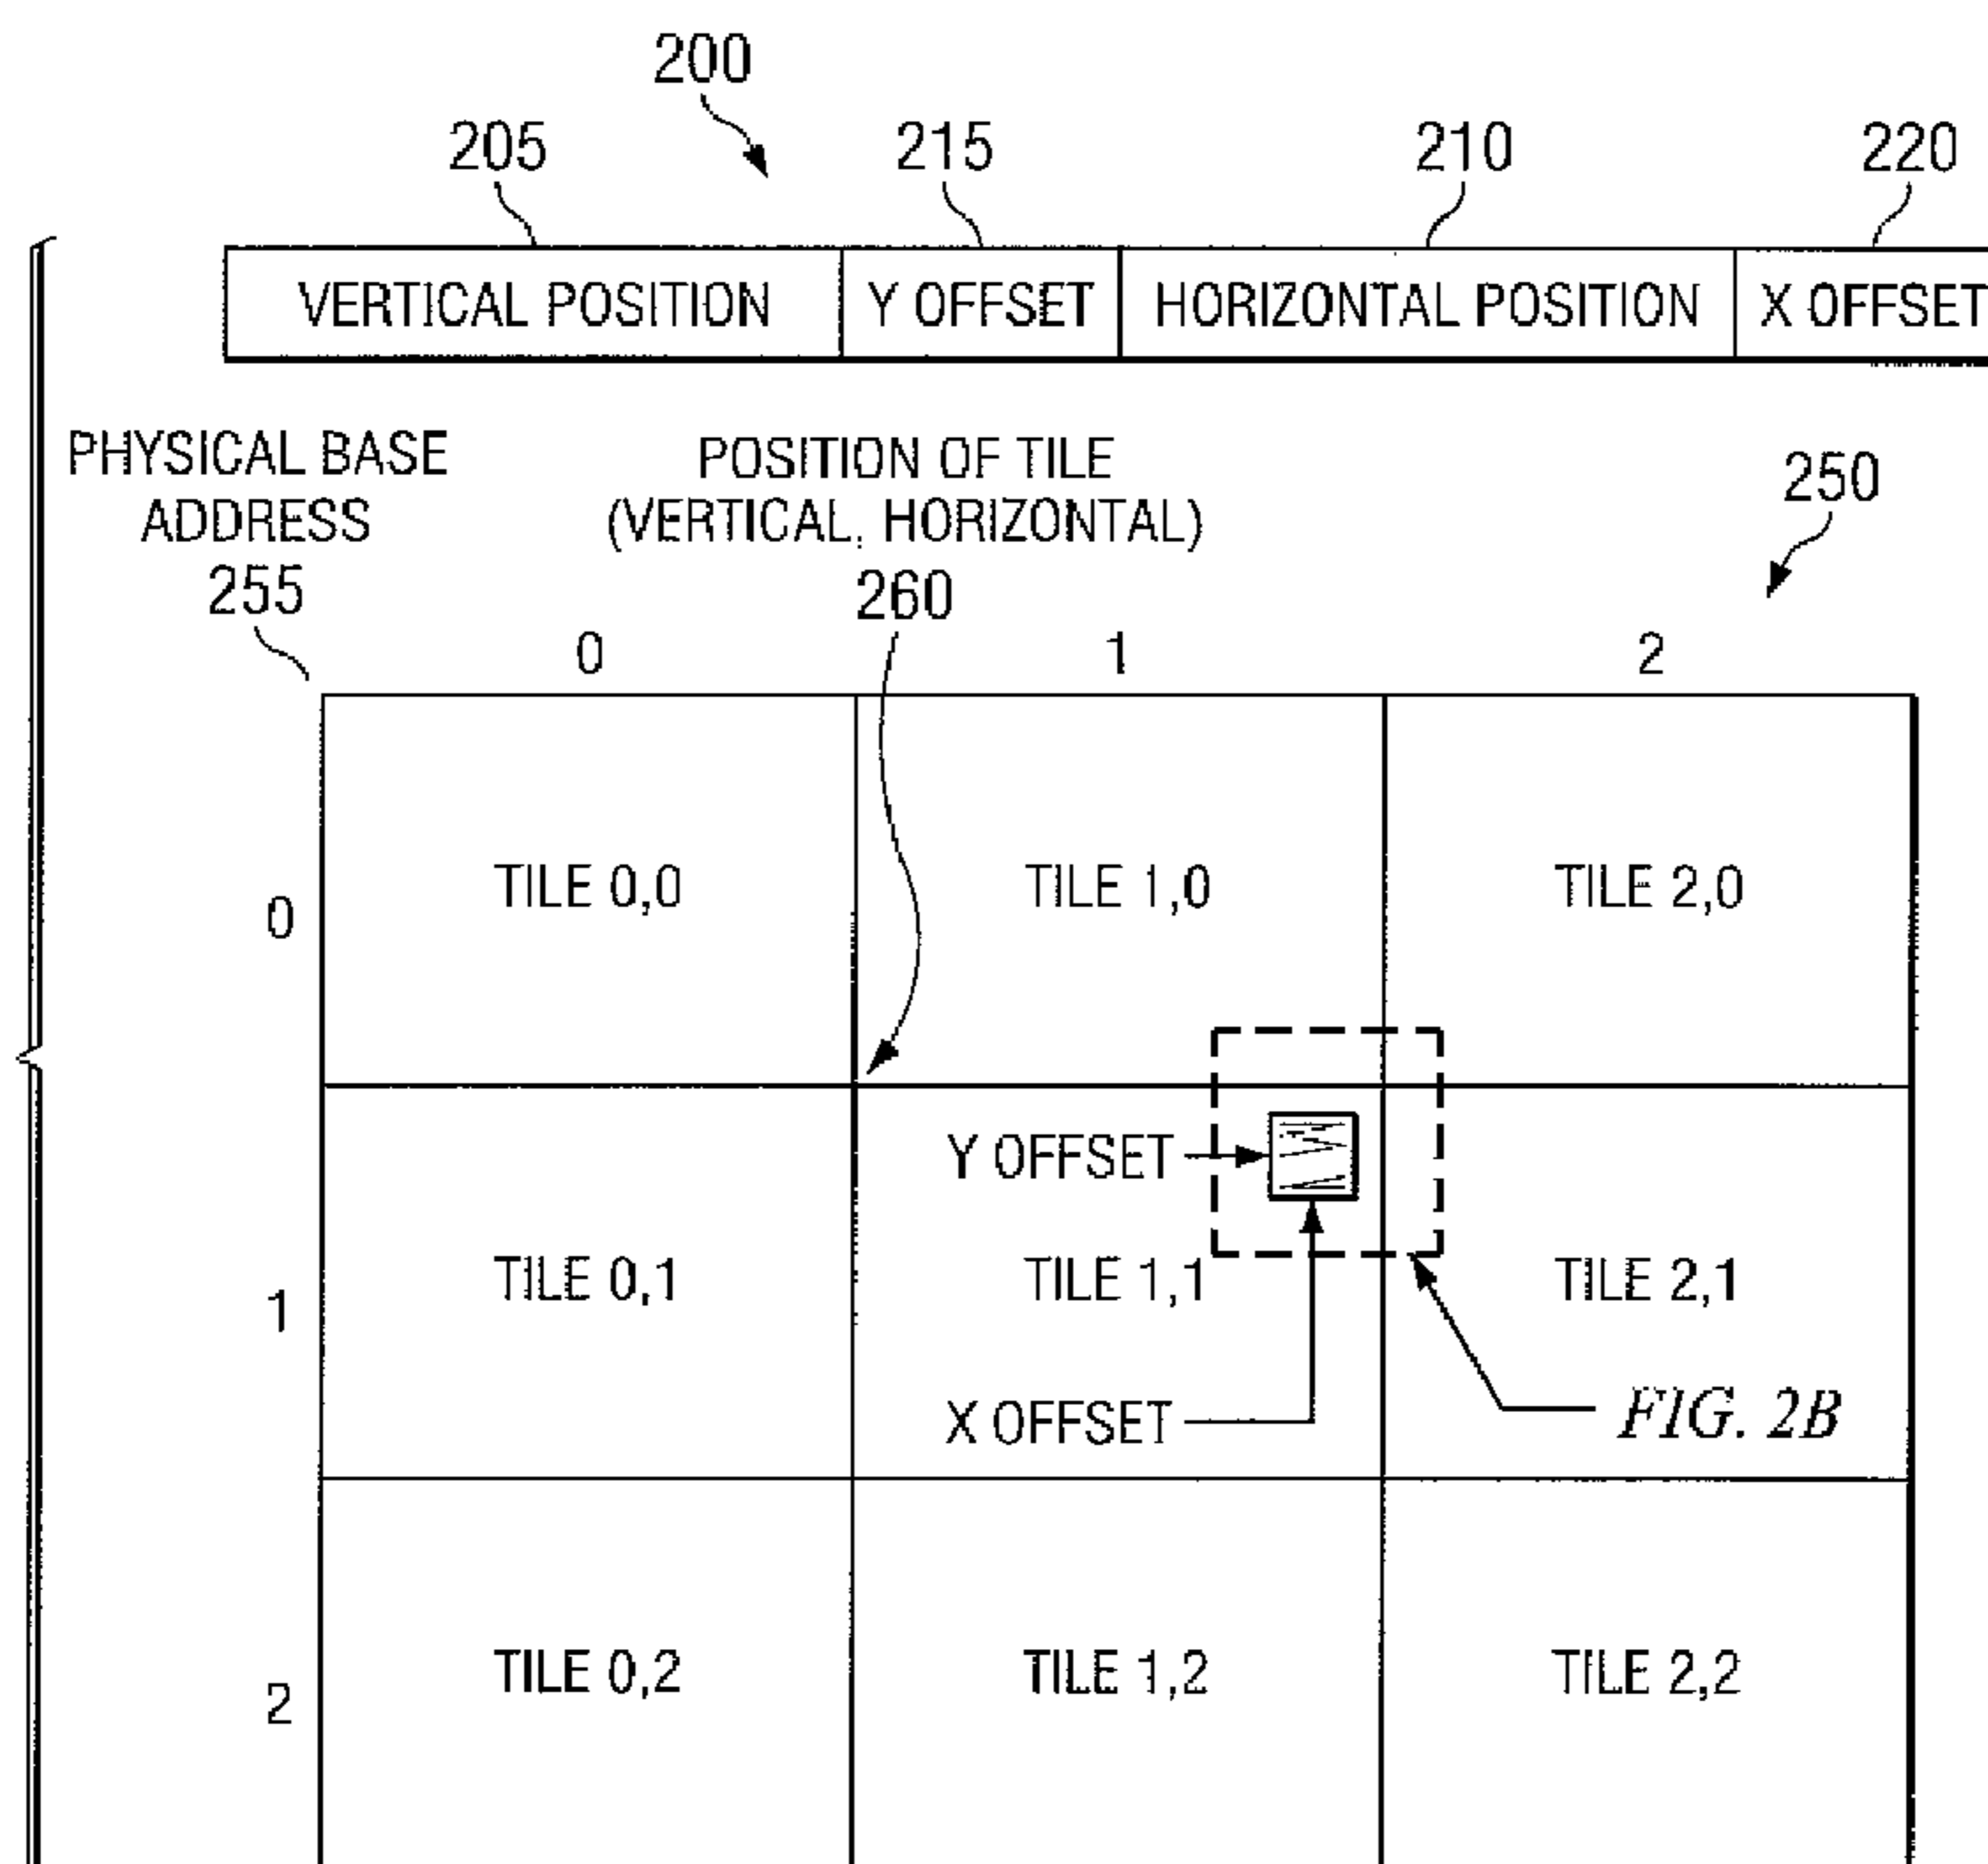 200
205
215
210
220
VERTICAL POSITION
Y OFFSET
HORIZONTAL POSITION
X OFFSET
PHYSICAL BASE
ADDRESS
255
POSITION OF TILE
(VERTICAL, HORIZONTAL)
260
250
0
1
2
0
TILE 0,0
TILE 1,0
TILE 2,0
Y OFFSET
1
TILE 0,1
TILE 1,1
TILE 2,1
X OFFSET
FIG. 2B
2
TILE 0,2
TILE 1,2
TILE 2,2